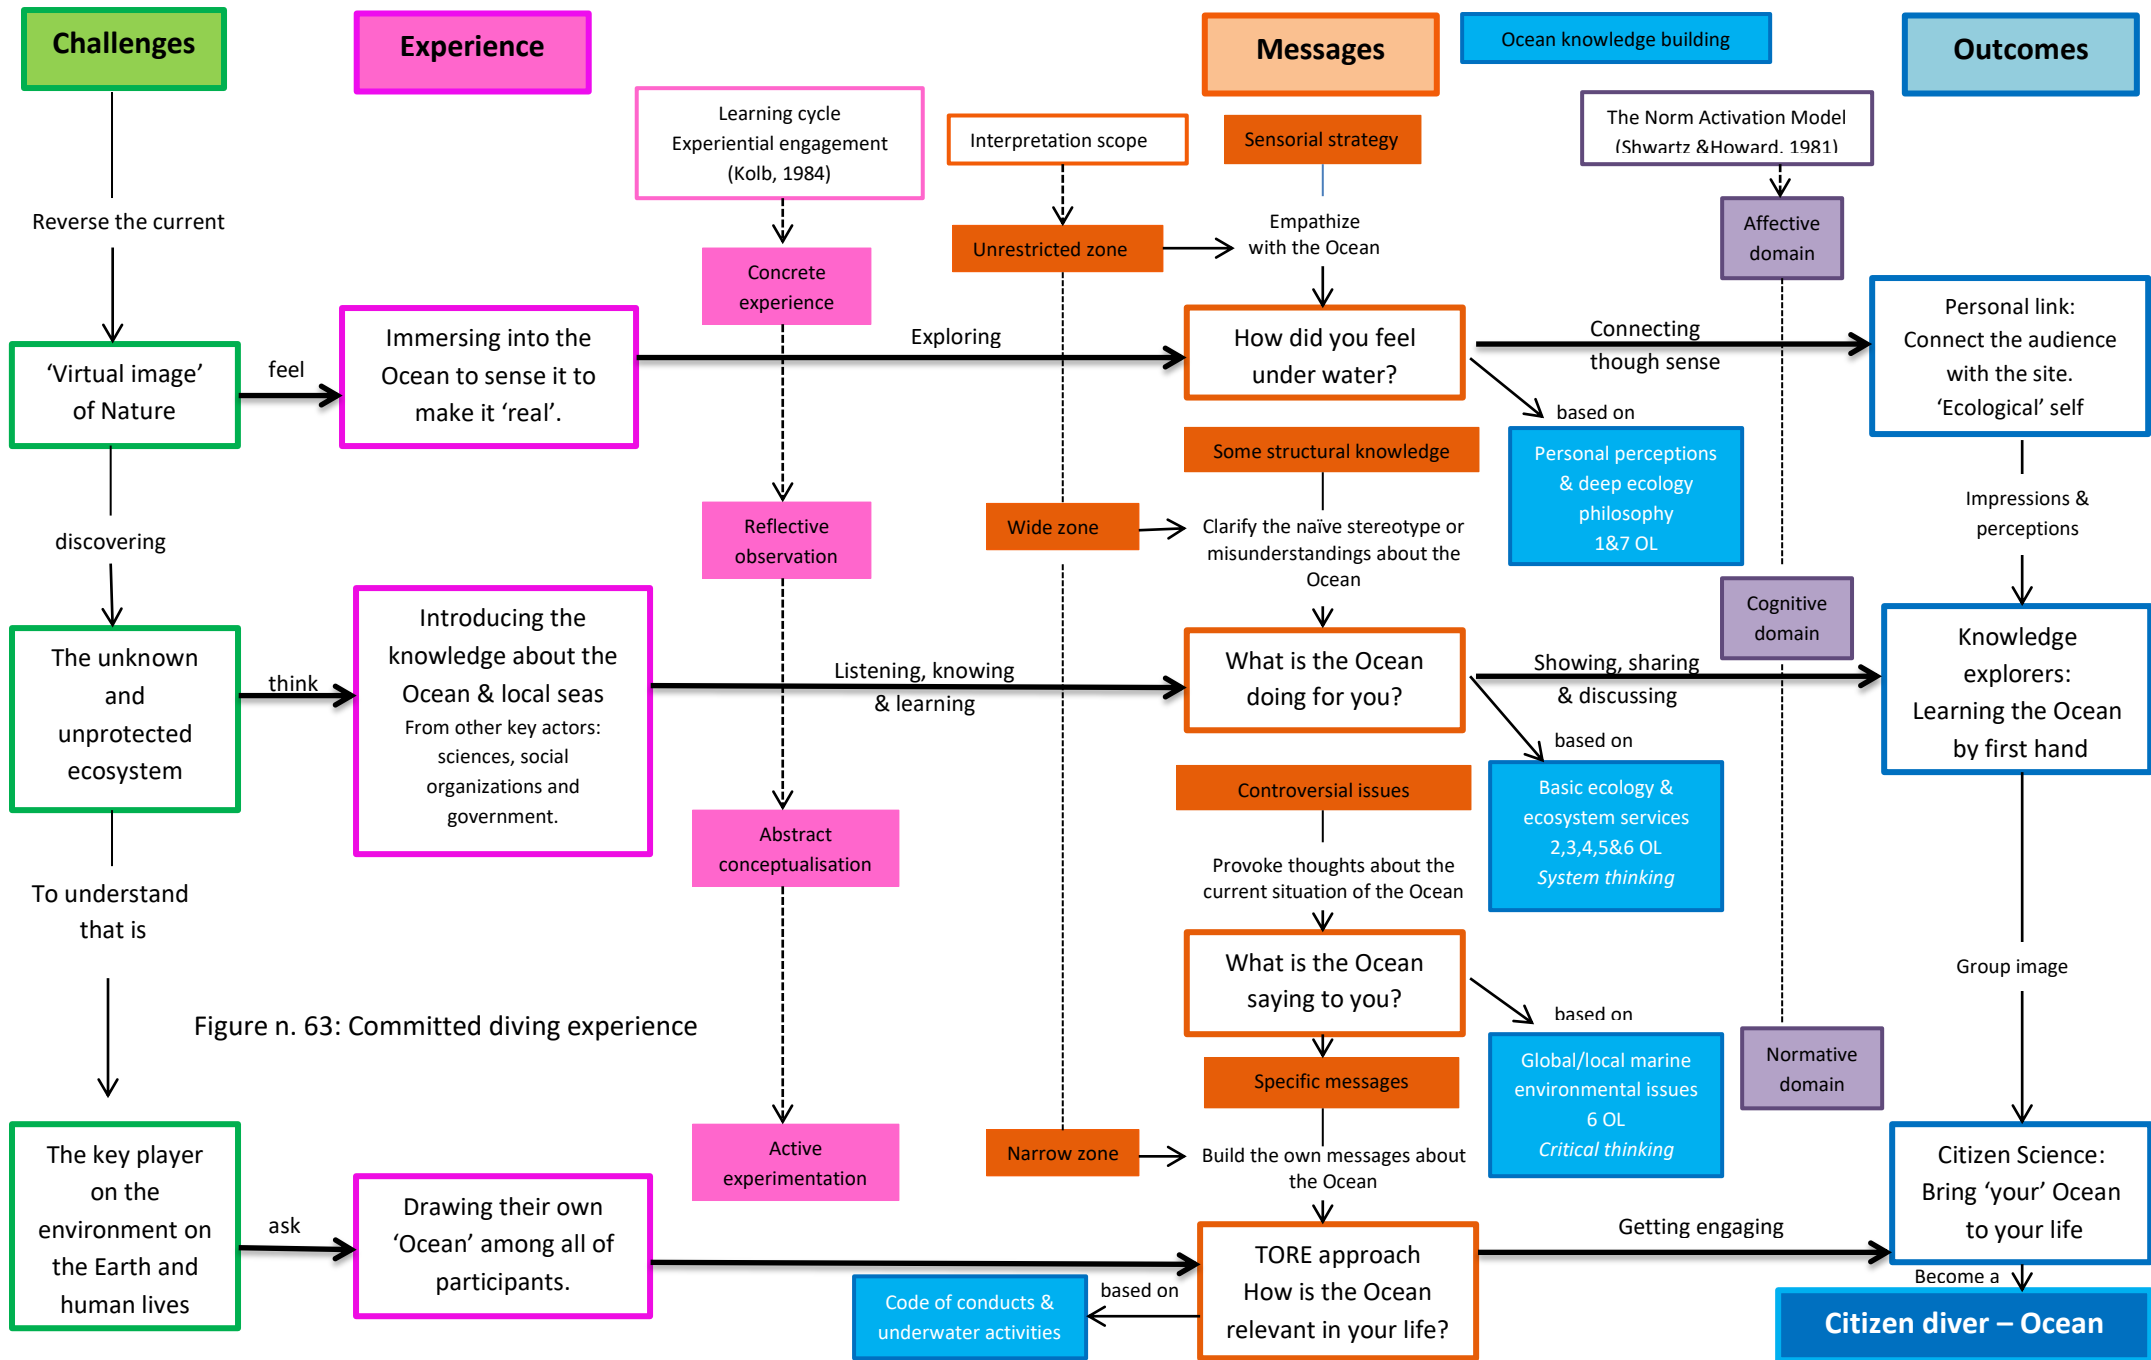 Challenges
Experience
Messages
Ocean knowledge building
Outcomes
Learning cycle
Experiential engagement
(Kolb, 1984)
Interpretation scope
Sensorial strategy
The Norm Activation Model
(Shwartz &Howard, 1981)
Reverse the current
Unrestricted zone
Empathize
with the Ocean
Affective
domain
Concrete
experience
'Virtual image'
of Nature
feel
Immersing into the
Ocean to sense it to
make it 'real'.
Exploring
How did you feel
under water?
Connecting
though sense
Personal link:
Connect the audience
with the site.
'Ecological' self
based on
Personal perceptions
& deep ecology
philosophy
1&7 OL
Some structural knowledge
Impressions &
perceptions
discovering
Reflective
observation
Wide zone
Clarify the naïve stereotype or
misunderstandings about the
Ocean
Cognitive
domain
The unknown
and
unprotected
ecosystem
think
Introducing the
knowledge about the
Ocean & local seas
From other key actors:
sciences, social
organizations and
government.
Listening, knowing
& learning
What is the Ocean
doing for you?
Showing, sharing
& discussing
Knowledge
explorers:
Learning the Ocean
by first hand
based on
Basic ecology &
ecosystem services
2,3,4,5&6 OL
System thinking
Controversial issues
Abstract
conceptualisation
Provoke thoughts about the
current situation of the Ocean
To understand
that is
What is the Ocean
saying to you?
Group image
based on
Global/local marine
environmental issues
6 OL
Critical thinking
Normative
domain
Figure n. 63: Committed diving experience
Specific messages
Active
experimentation
Narrow zone
Build the own messages about
the Ocean
The key player
on the
environment on
the Earth and
human lives
ask
Drawing their own
'Ocean' among all of
participants.
TORE approach
How is the Ocean
relevant in your life?
Getting engaging
Citizen Science:
Bring 'your' Ocean
to your life
based on
Code of conducts &
underwater activities
Become a
Citizen diver – Ocean